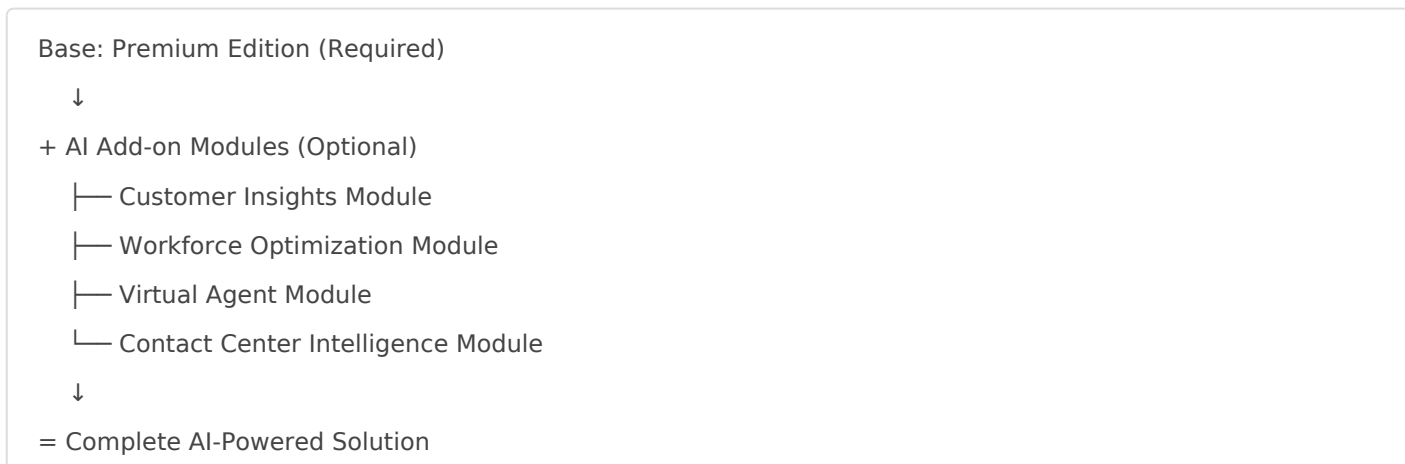 Base: Premium Edition (Required)
↓
+ AI Add-on Modules (Optional)
├── Customer Insights Module
├── Workforce Optimization Module
├── Virtual Agent Module
└── Contact Center Intelligence Module
↓
= Complete AI-Powered Solution